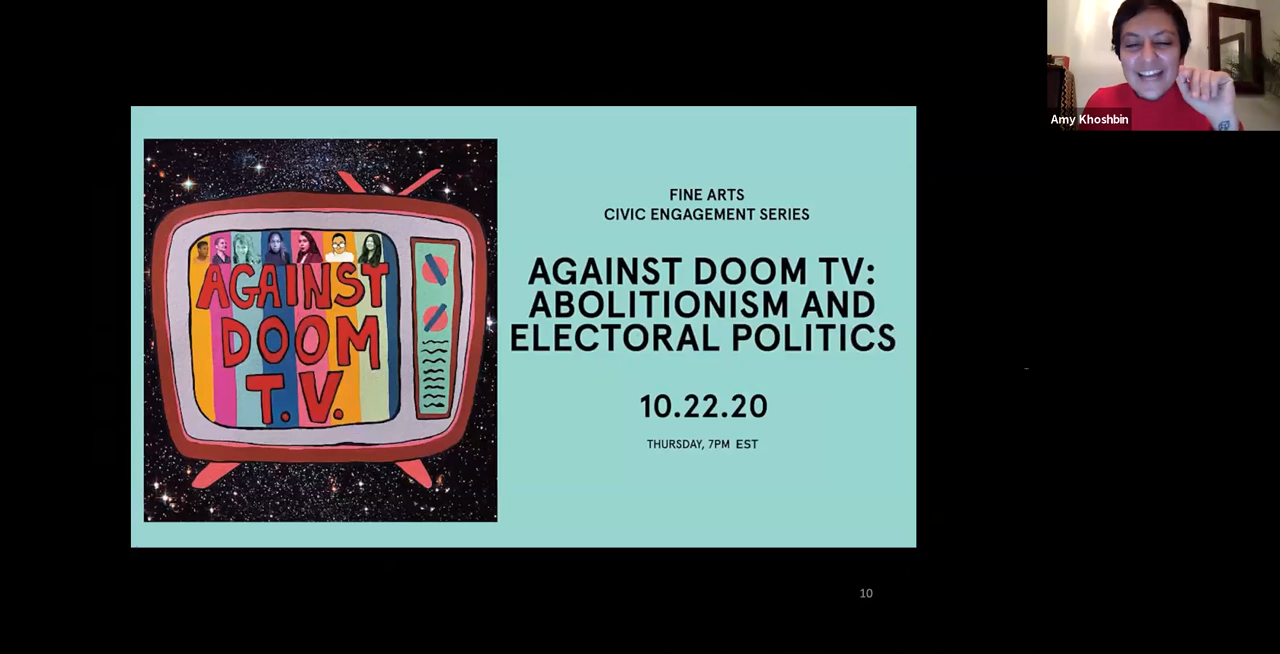 Amy Khoshbin
AGAINST
DOOM
T.V.
FINE ARTS
CIVIC ENGAGEMENT SERIES
AGAINST DOOM TV:
ABOLITIONISM AND
ELECTORAL POLITICS
10.22.20
THURSDAY, 7PM EST
10